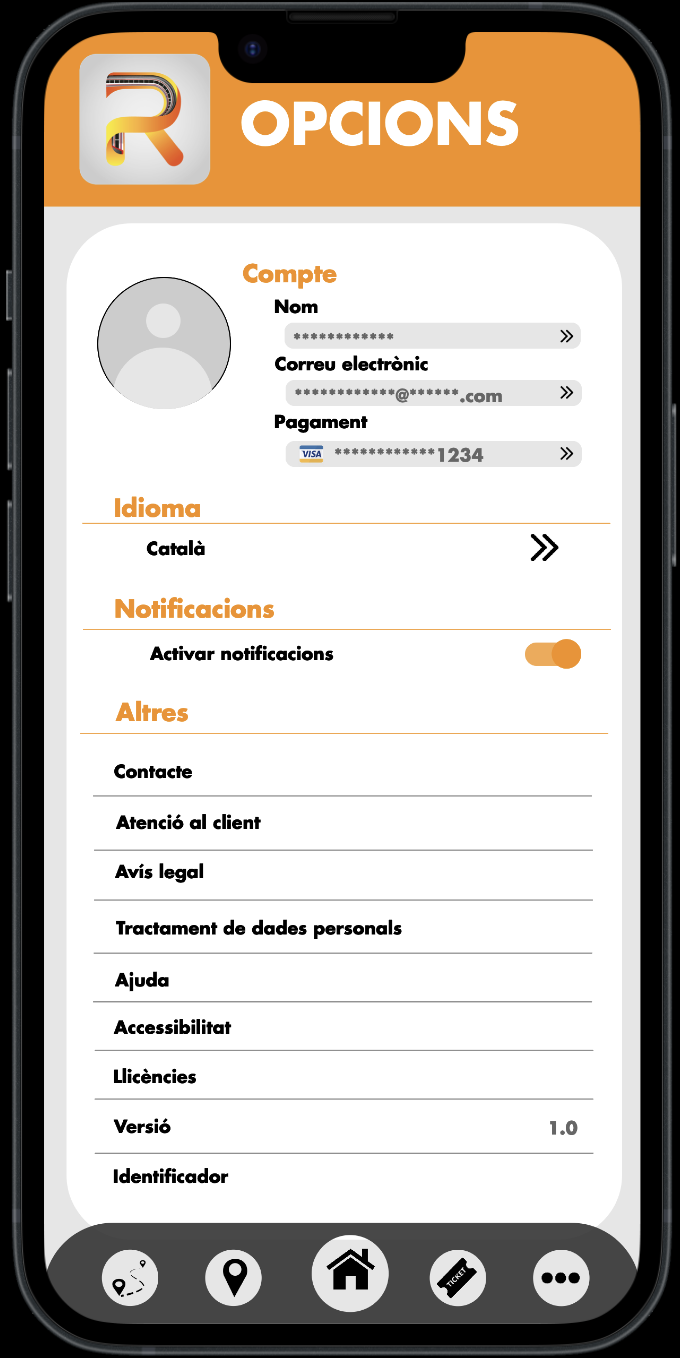 R
OPCIONS
Compte
Nom
************
Correu electrònic
************@******.com
Pagament
VISA ************1234
Idioma
Català
Notificacions
Activar notificacions
Altres
Contacte
Atenció al client
Avís legal
Tractament de dades personals
Ajuda
Accessibilitat
Llicències
Versió 1.0
Identificador
TICKET